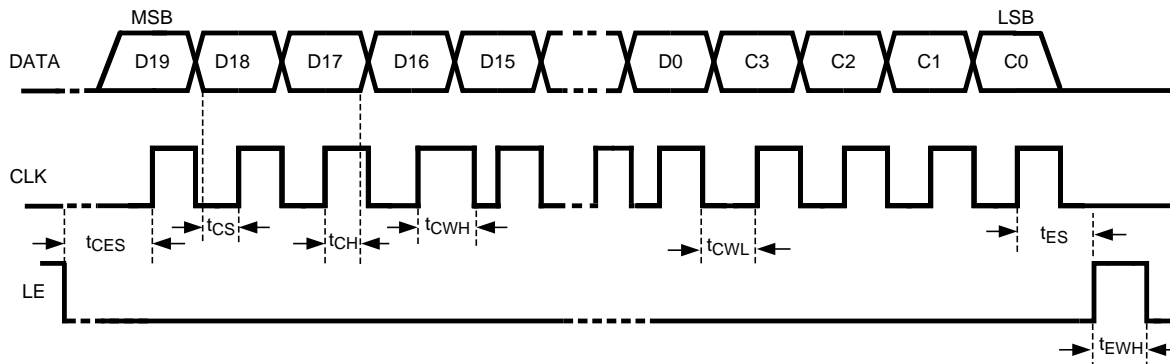 MSB LSB
DATA D19 D18 D17 D16 D15 D0 C3 C2 C1 C0
CLK
tCES tCS tCH tCWH tCWL tES
LE
tEWH